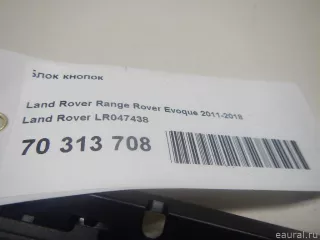 блок кнопок
Land Rover Range Rover Evoque 2011-2018
Land Rover LR047438
70 313 708
eaural.ru